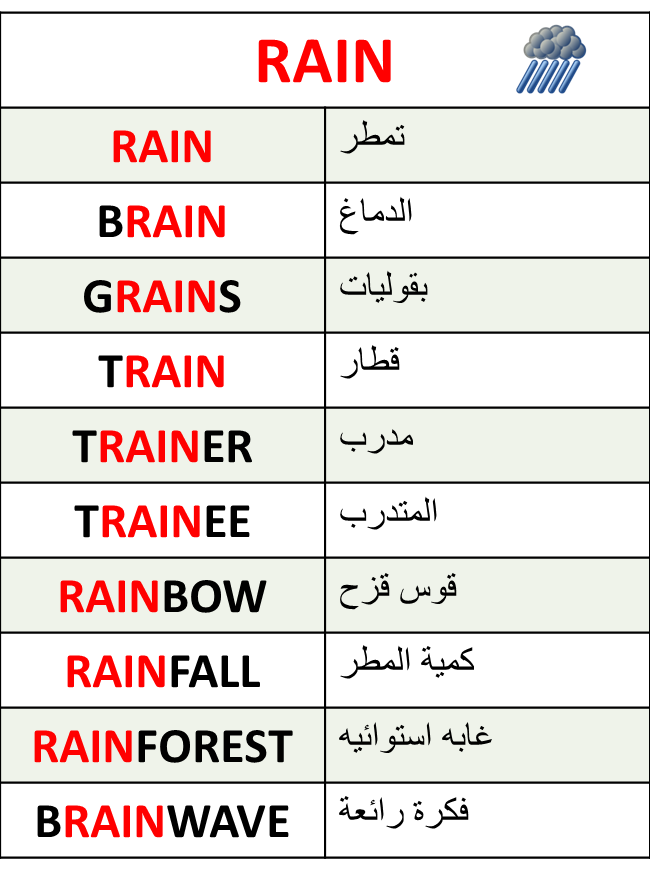 RAIN
RAIN تمطر
BRAIN الدماغ
GRAINS بقوليات
TRAIN قطار
TRAINER مدرب
TRAINEE المتدرب
RAINBOW قوس قزح
RAINFALL كمية المطر
RAINFOREST غابه استوائيه
BRAINWAVE فكرة رائعة